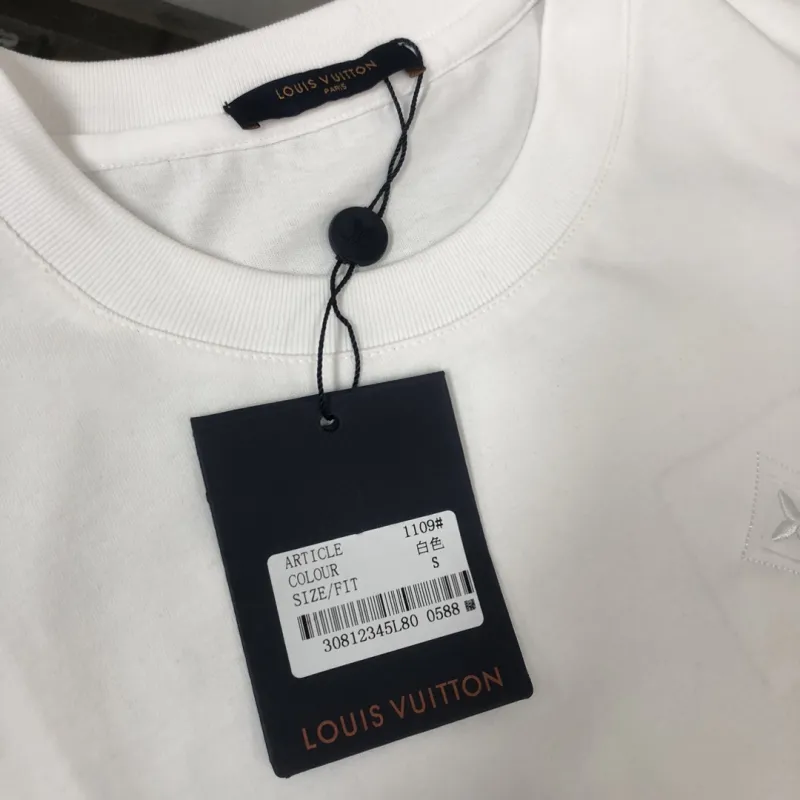 LOUIS VUITTON
PARIS
ARTICLE 1109#
COLOUR 白色
SIZE/FIT S
30812345L80 0588
LOUIS VUITTON